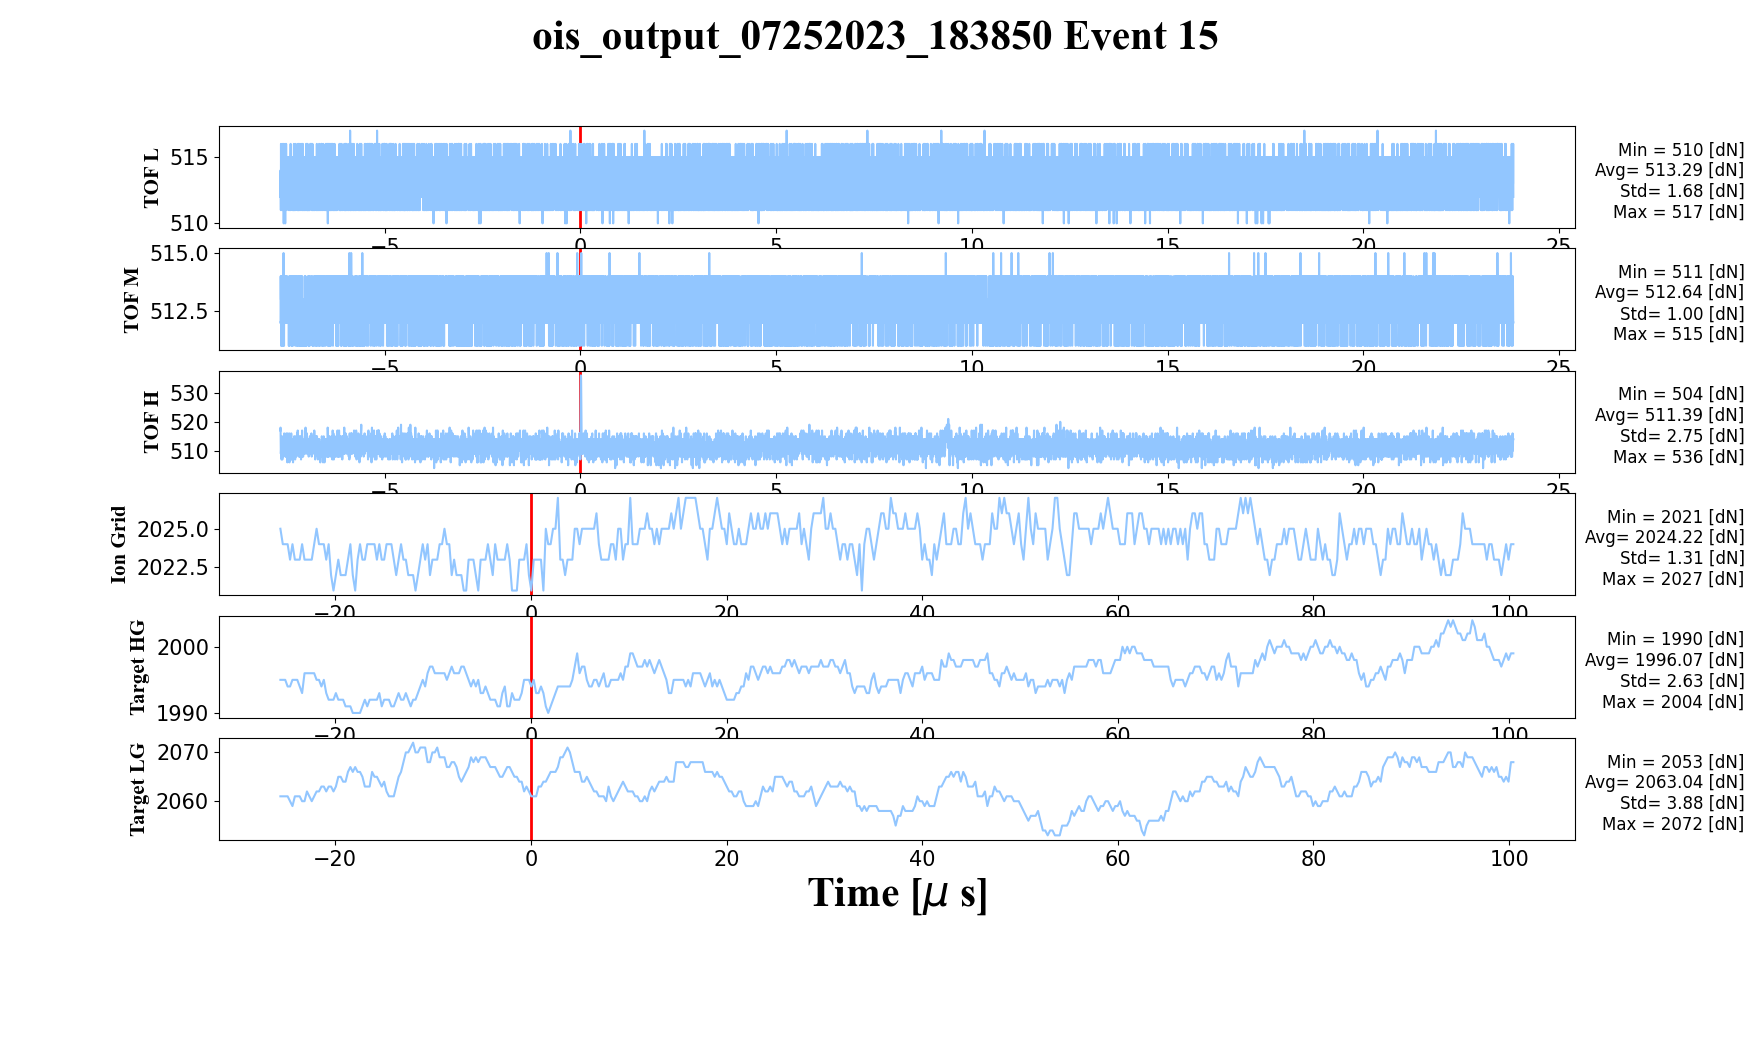 ois_output_07252023_183850 Event 15
TOF L
515
510
−5 0 5 10 15 20 25
Min = 510 [dN]
Avg= 513.29 [dN]
Std= 1.68 [dN]
Max = 517 [dN]
TOF M
515.0
512.5
−5 0 5 10 15 20 25
Min = 511 [dN]
Avg= 512.64 [dN]
Std= 1.00 [dN]
Max = 515 [dN]
TOF H
530
520
510
−5 0 5 10 15 20 25
Min = 504 [dN]
Avg= 511.39 [dN]
Std= 2.75 [dN]
Max = 536 [dN]
Ion Grid
2025.0
2022.5
−20 0 20 40 60 80 100
Min = 2021 [dN]
Avg= 2024.22 [dN]
Std= 1.31 [dN]
Max = 2027 [dN]
Target HG
2000
1990
−20 0 20 40 60 80 100
Min = 1990 [dN]
Avg= 1996.07 [dN]
Std= 2.63 [dN]
Max = 2004 [dN]
Target LG
2070
2060
−20 0 20 40 60 80 100
Min = 2053 [dN]
Avg= 2063.04 [dN]
Std= 3.88 [dN]
Max = 2072 [dN]
Time [μ s]